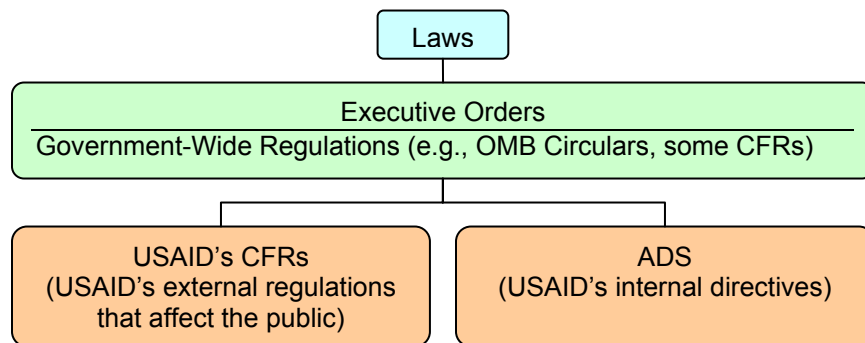 Laws
Executive Orders
Government-Wide Regulations (e.g., OMB Circulars, some CFRs)
USAID’s CFRs
(USAID’s external regulations
that affect the public)
ADS
(USAID’s internal directives)